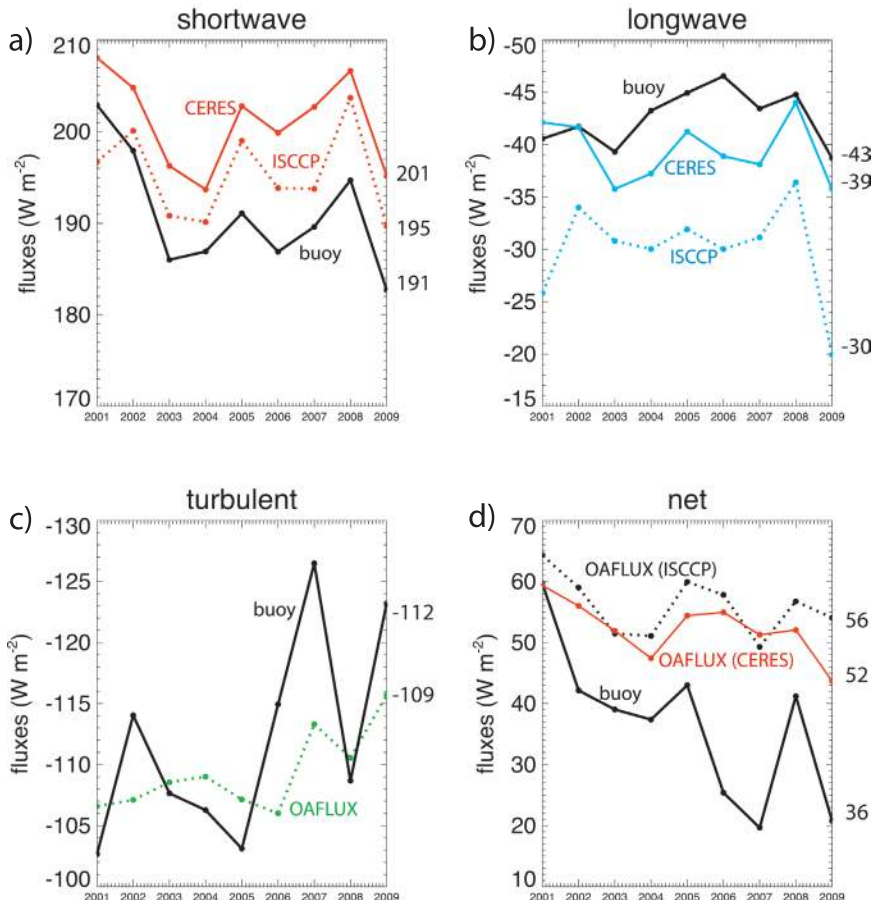 a)
shortwave
210
200
190
180
170
fluxes (W m-2)
CERES
ISCCP
buoy
201
195
191
2001 2002 2003 2004 2005 2006 2007 2008 2009
b)
longwave
-50
-45
-40
-35
-30
-25
-20
-15
fluxes (W m-2)
buoy
CERES
ISCCP
-43
-39
-30
2001 2002 2003 2004 2005 2006 2007 2008 2009
c)
turbulent
-130
-125
-120
-115
-110
-105
-100
fluxes (W m-2)
buoy
OAFLUX
-112
-109
2001 2002 2003 2004 2005 2006 2007 2008 2009
d)
net
70
60
50
40
30
20
10
fluxes (W m-2)
OAFLUX (ISCCP)
OAFLUX (CERES)
buoy
56
52
36
2001 2002 2003 2004 2005 2006 2007 2008 2009